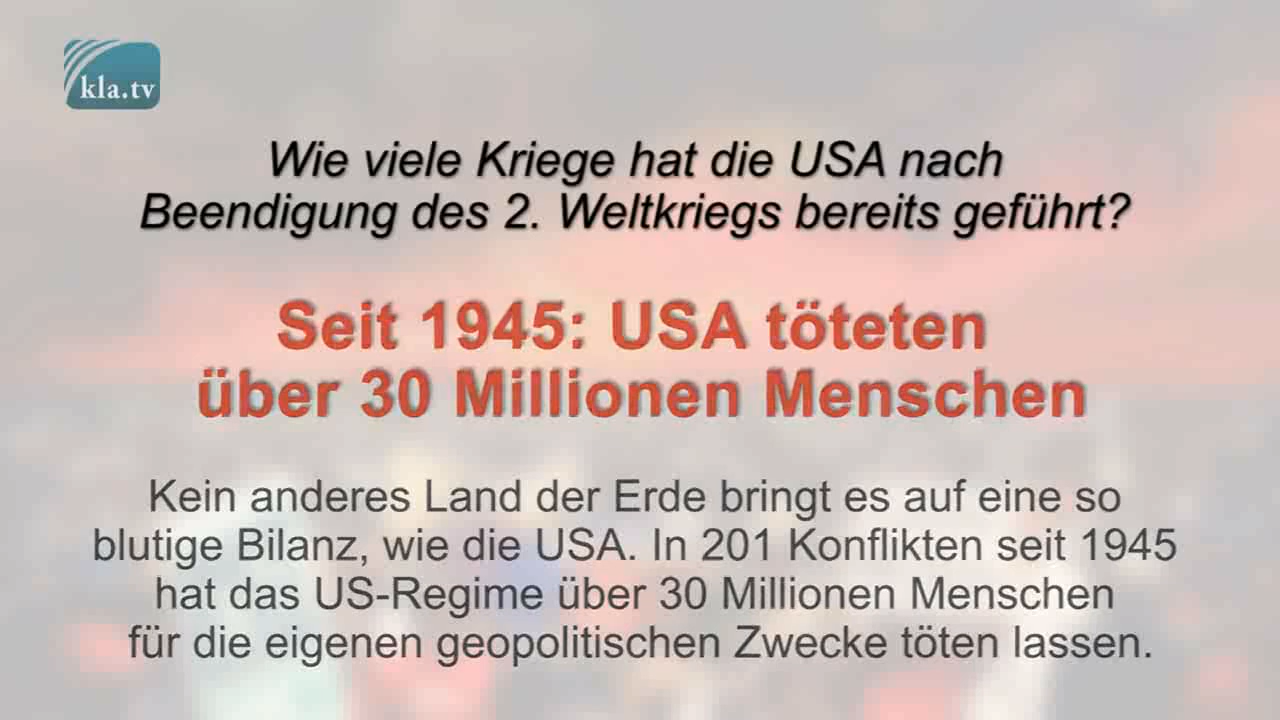 kla.tv
Wie viele Kriege hat die USA nach
Beendigung des 2. Weltkriegs bereits geführt?
Seit 1945: USA töteten
über 30 Millionen Menschen
Kein anderes Land der Erde bringt es auf eine so
blutige Bilanz, wie die USA. In 201 Konflikten seit 1945
hat das US-Regime über 30 Millionen Menschen
für die eigenen geopolitischen Zwecke töten lassen.